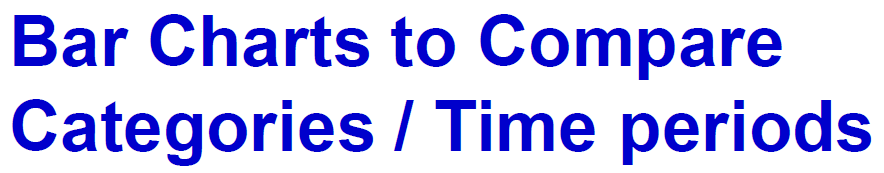 Bar Charts to Compare
Categories / Time periods